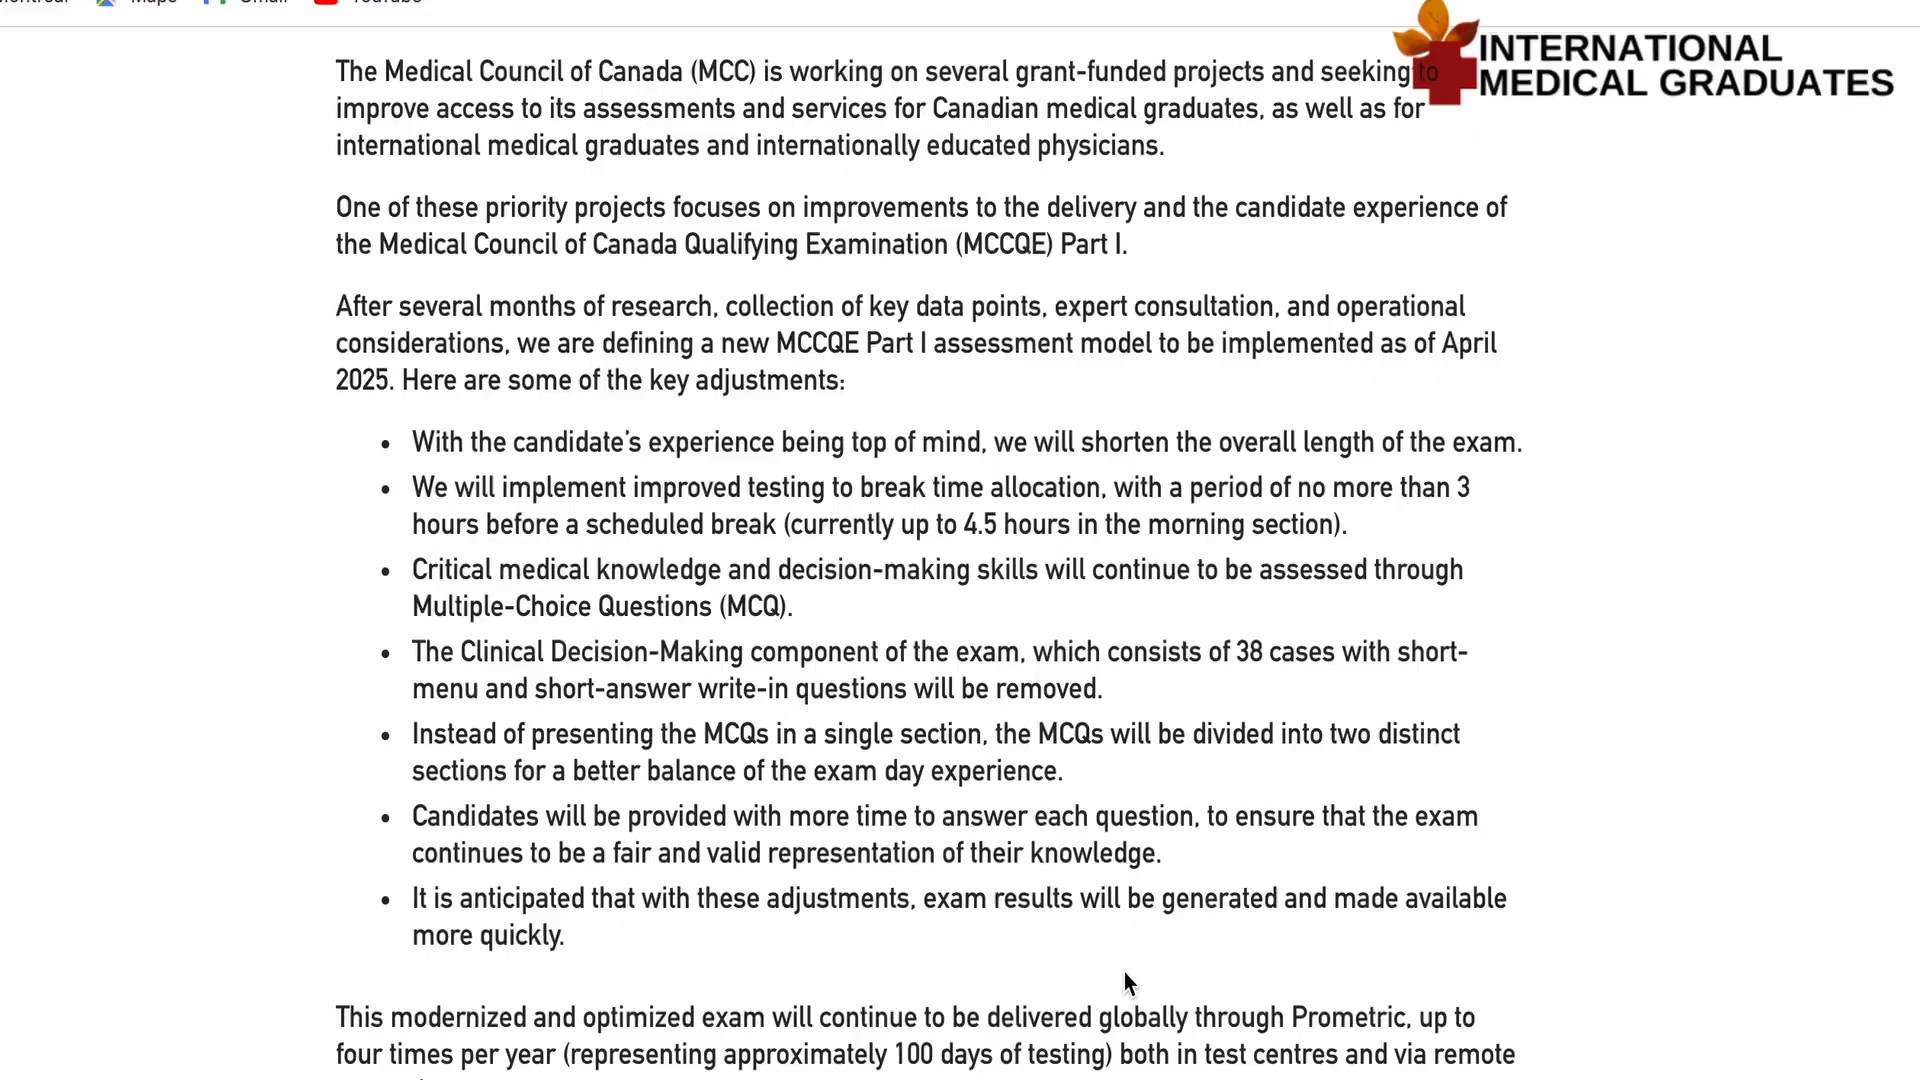 Maps
Gmail
YouTube
INTERNATIONAL
MEDICAL GRADUATES
The Medical Council of Canada (MCC) is working on several grant-funded projects and seeking to
improve access to its assessments and services for Canadian medical graduates, as well as for
international medical graduates and internationally educated physicians.
One of these priority projects focuses on improvements to the delivery and the candidate experience of
the Medical Council of Canada Qualifying Examination (MCCQE) Part I.
After several months of research, collection of key data points, expert consultation, and operational
considerations, we are defining a new MCCQE Part I assessment model to be implemented as of April
2025. Here are some of the key adjustments:
• With the candidate's experience being top of mind, we will shorten the overall length of the exam.
• We will implement improved testing to break time allocation, with a period of no more than 3
hours before a scheduled break (currently up to 4.5 hours in the morning section).
• Critical medical knowledge and decision-making skills will continue to be assessed through
Multiple-Choice Questions (MCQ).
• The Clinical Decision-Making component of the exam, which consists of 38 cases with short-
menu and short-answer write-in questions will be removed.
• Instead of presenting the MCQs in a single section, the MCQs will be divided into two distinct
sections for a better balance of the exam day experience.
• Candidates will be provided with more time to answer each question, to ensure that the exam
continues to be a fair and valid representation of their knowledge.
• It is anticipated that with these adjustments, exam results will be generated and made available
more quickly.
This modernized and optimized exam will continue to be delivered globally through Prometric, up to
four times per year (representing approximately 100 days of testing) both in test centres and via remote